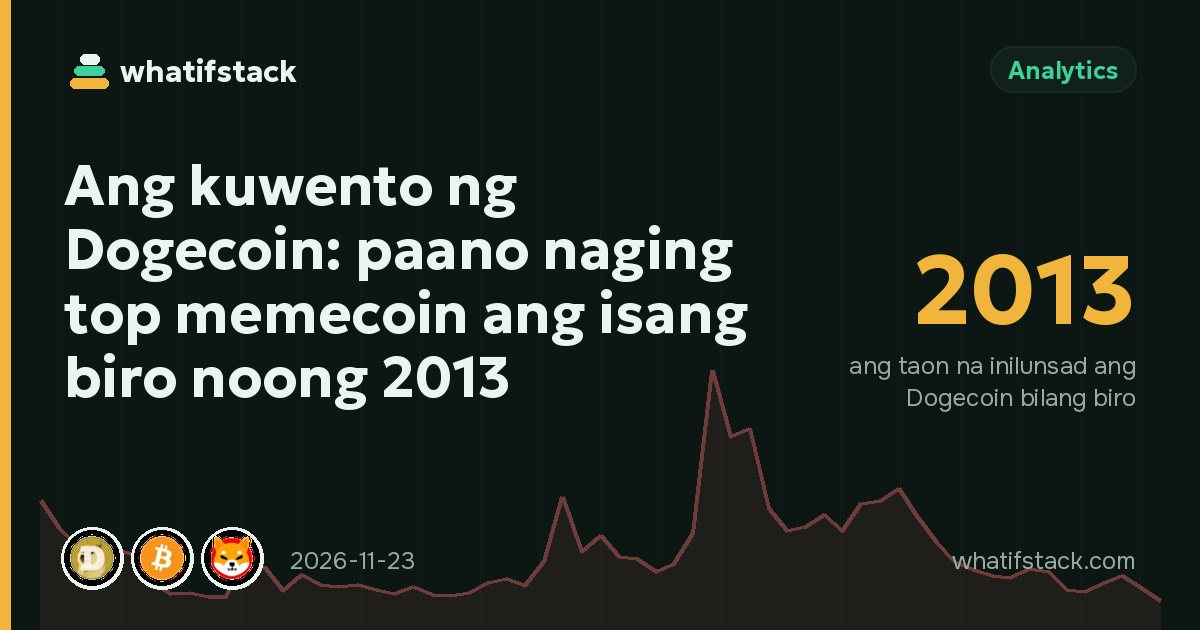 whatifstack
Analytics
Ang kuwento ng
Dogecoin: paano naging
top memecoin ang isang
biro noong 2013
2013
ang taon na inilunsad ang
Dogecoin bilang biro
2026-11-23
whatifstack.com